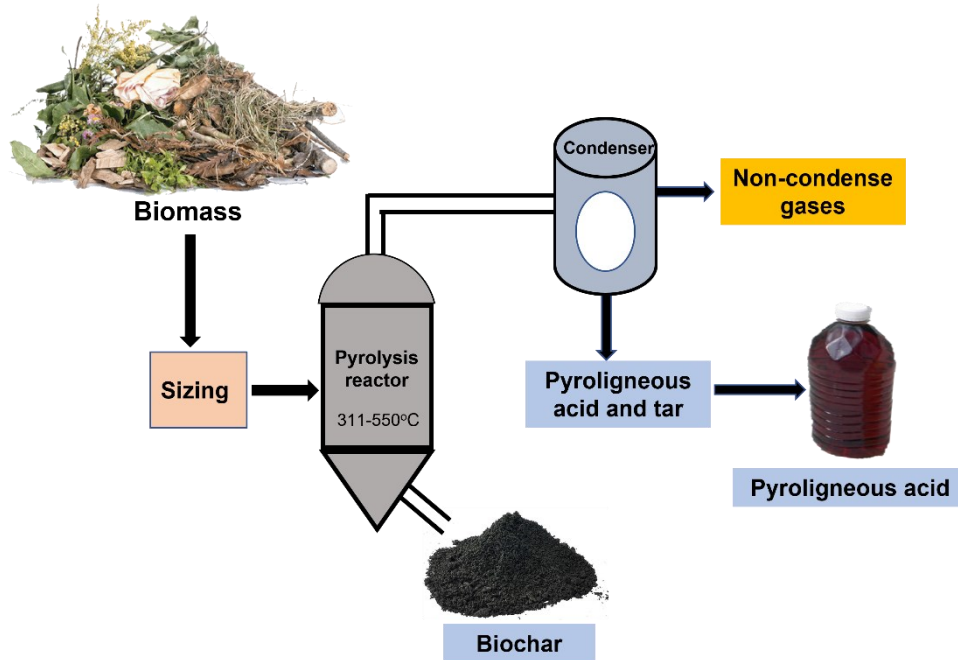 Biomass
Sizing
Pyrolysis
reactor
311-550°C
Condenser
Non-condense
gases
Pyroligneous
acid and tar
Pyroligneous acid
Biochar